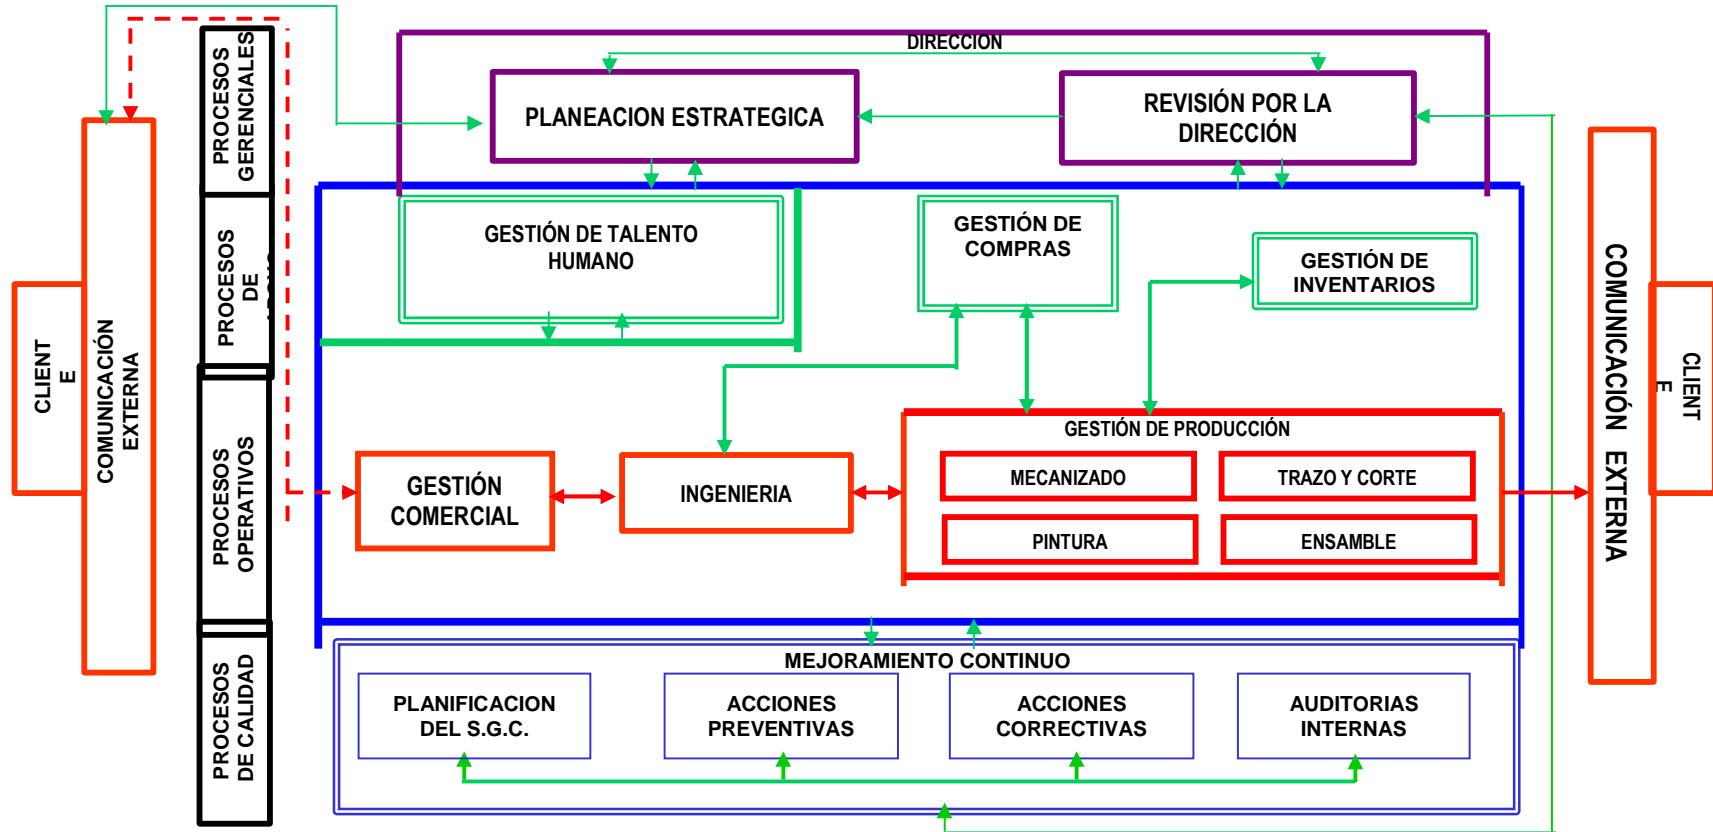 DIRECCION
PLANEACION ESTRATEGICA
REVISIÓN POR LA
DIRECCIÓN
PROCESOS
GERENCIALES
PROCESOS
DE
GESTIÓN DE TALENTO
HUMANO
GESTIÓN DE
COMPRAS
GESTIÓN DE
INVENTARIOS
CLIENT
E
COMUNICACIÓN
EXTERNA
PROCESOS
OPERATIVOS
GESTIÓN
COMERCIAL
INGENIERIA
GESTIÓN DE PRODUCCIÓN
MECANIZADO
TRAZO Y CORTE
PINTURA
ENSAMBLE
COMUNICACIÓN EXTERNA
CLIENT
E
PROCESOS
DE CALIDAD
MEJORAMIENTO CONTINUO
PLANIFICACION
DEL S.G.C.
ACCIONES
PREVENTIVAS
ACCIONES
CORRECTIVAS
AUDITORIAS
INTERNAS